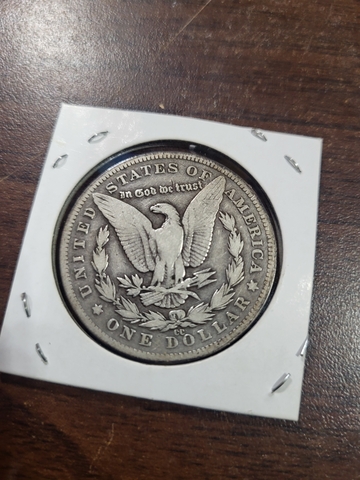 UNITED STATES OF AMERICA
In God we trust
CC
ONE DOLLAR